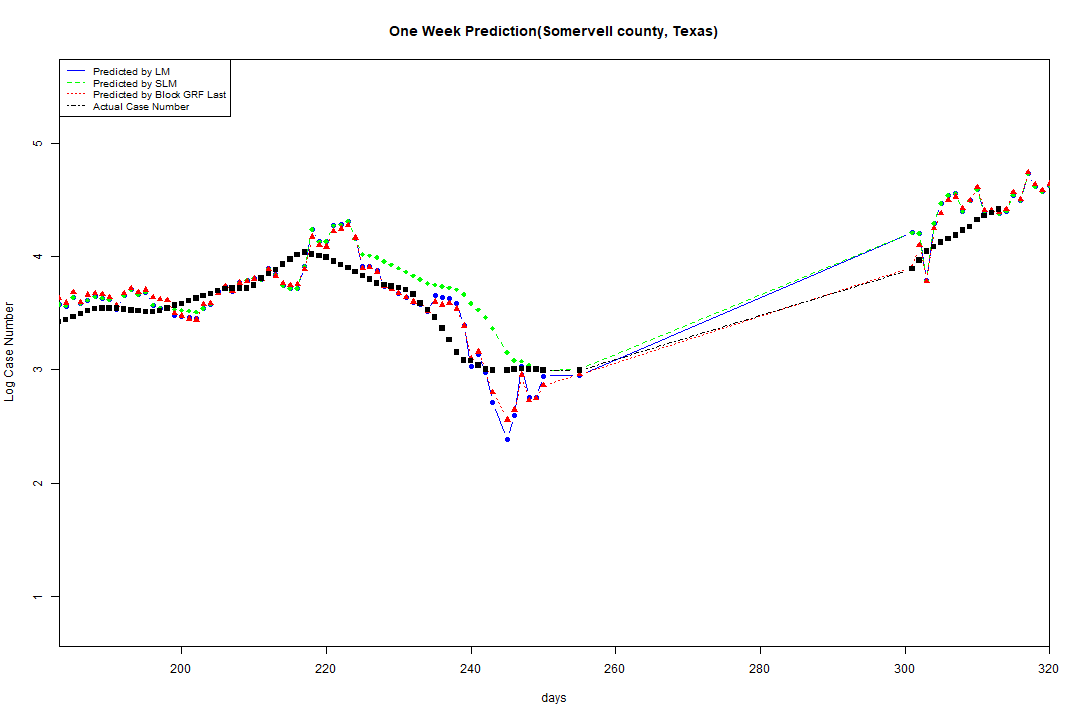 One Week Prediction(Somervell county, Texas)
Predicted by LM
Predicted by SLM
Predicted by Block GRF Last
Actual Case Number
5
4
3
2
1
Log Case Number
200 220 240 260 280 300 320
days